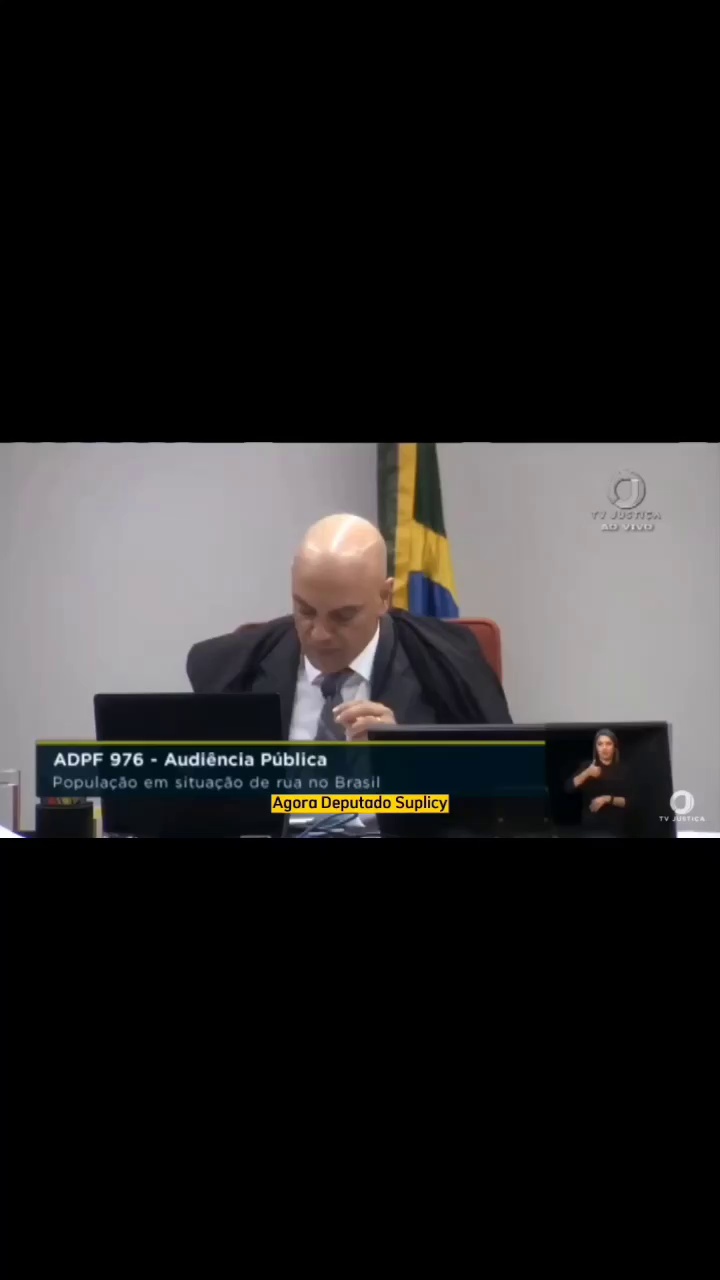 TV JUSTIÇA
AO VIVO
ADPF 976 - Audiência Pública
População em situação de rua no Brasil
Agora Deputado Suplicy
TV JUSTIÇA